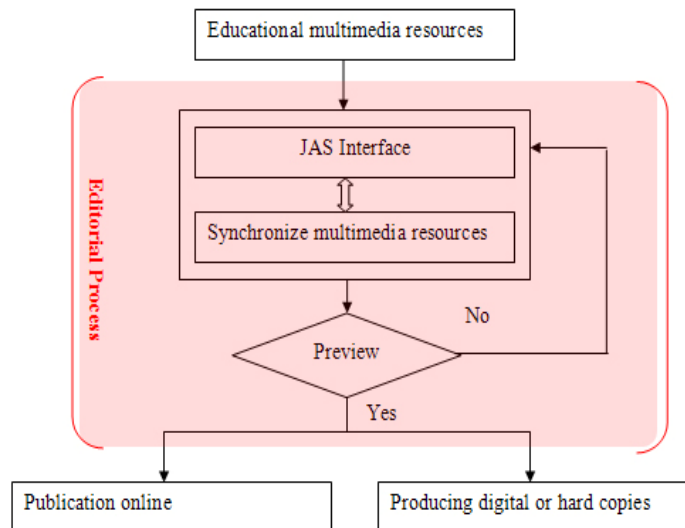 Educational multimedia resources
Editorial Process
JAS Interface
Synchronize multimedia resources
No
Preview
Yes
Publication online
Producing digital or hard copies